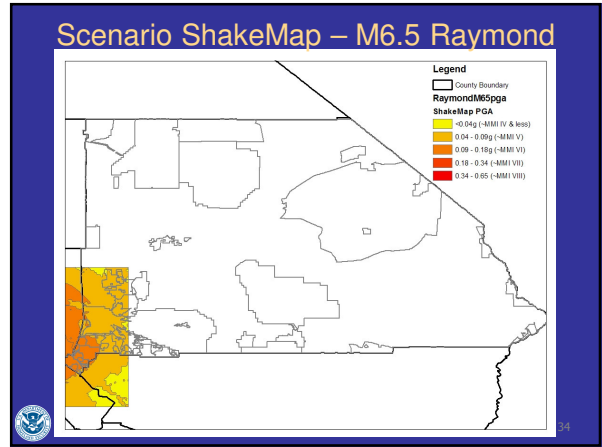 Scenario ShakeMap – M6.5 Raymond
Legend
County Boundary
RaymondM65pga
ShakeMap PGA
<0.04g (~MMI IV & less)
0.04 - 0.09g (~MMI V)
0.09 - 0.18g (~MMI VI)
0.18 - 0.34 (~MMI VII)
0.34 - 0.65 (~MMI VIII)
34